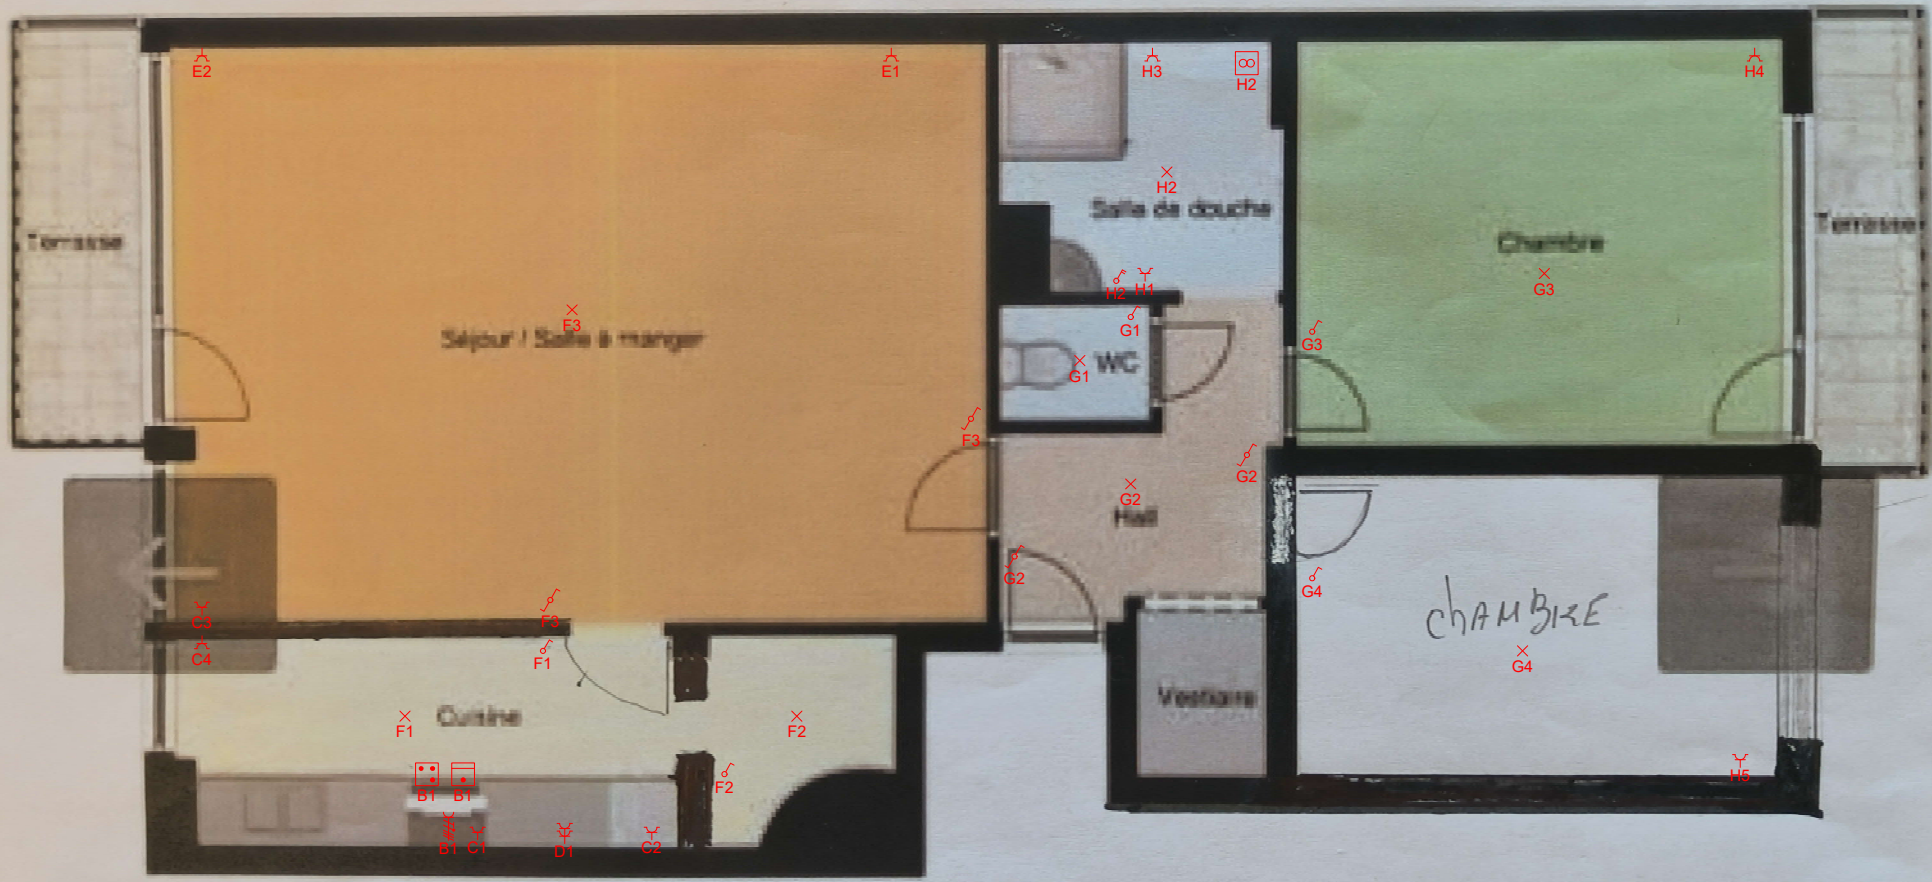 E2
E1
H3
H2
H4
H2
Salle de douche
Terrasse
Terrasse
Chambre
G3
H2
H1
F3
Séjour / Salle à manger
G1
G3
G1
WC
F3
G2
G2
Hall
G2
G4
C3
F3
CHAMBRE
C4
F1
G4
Vestiaire
F1
Cuisine
F2
H5
F2
B1
B1
B1
C1
D1
C2